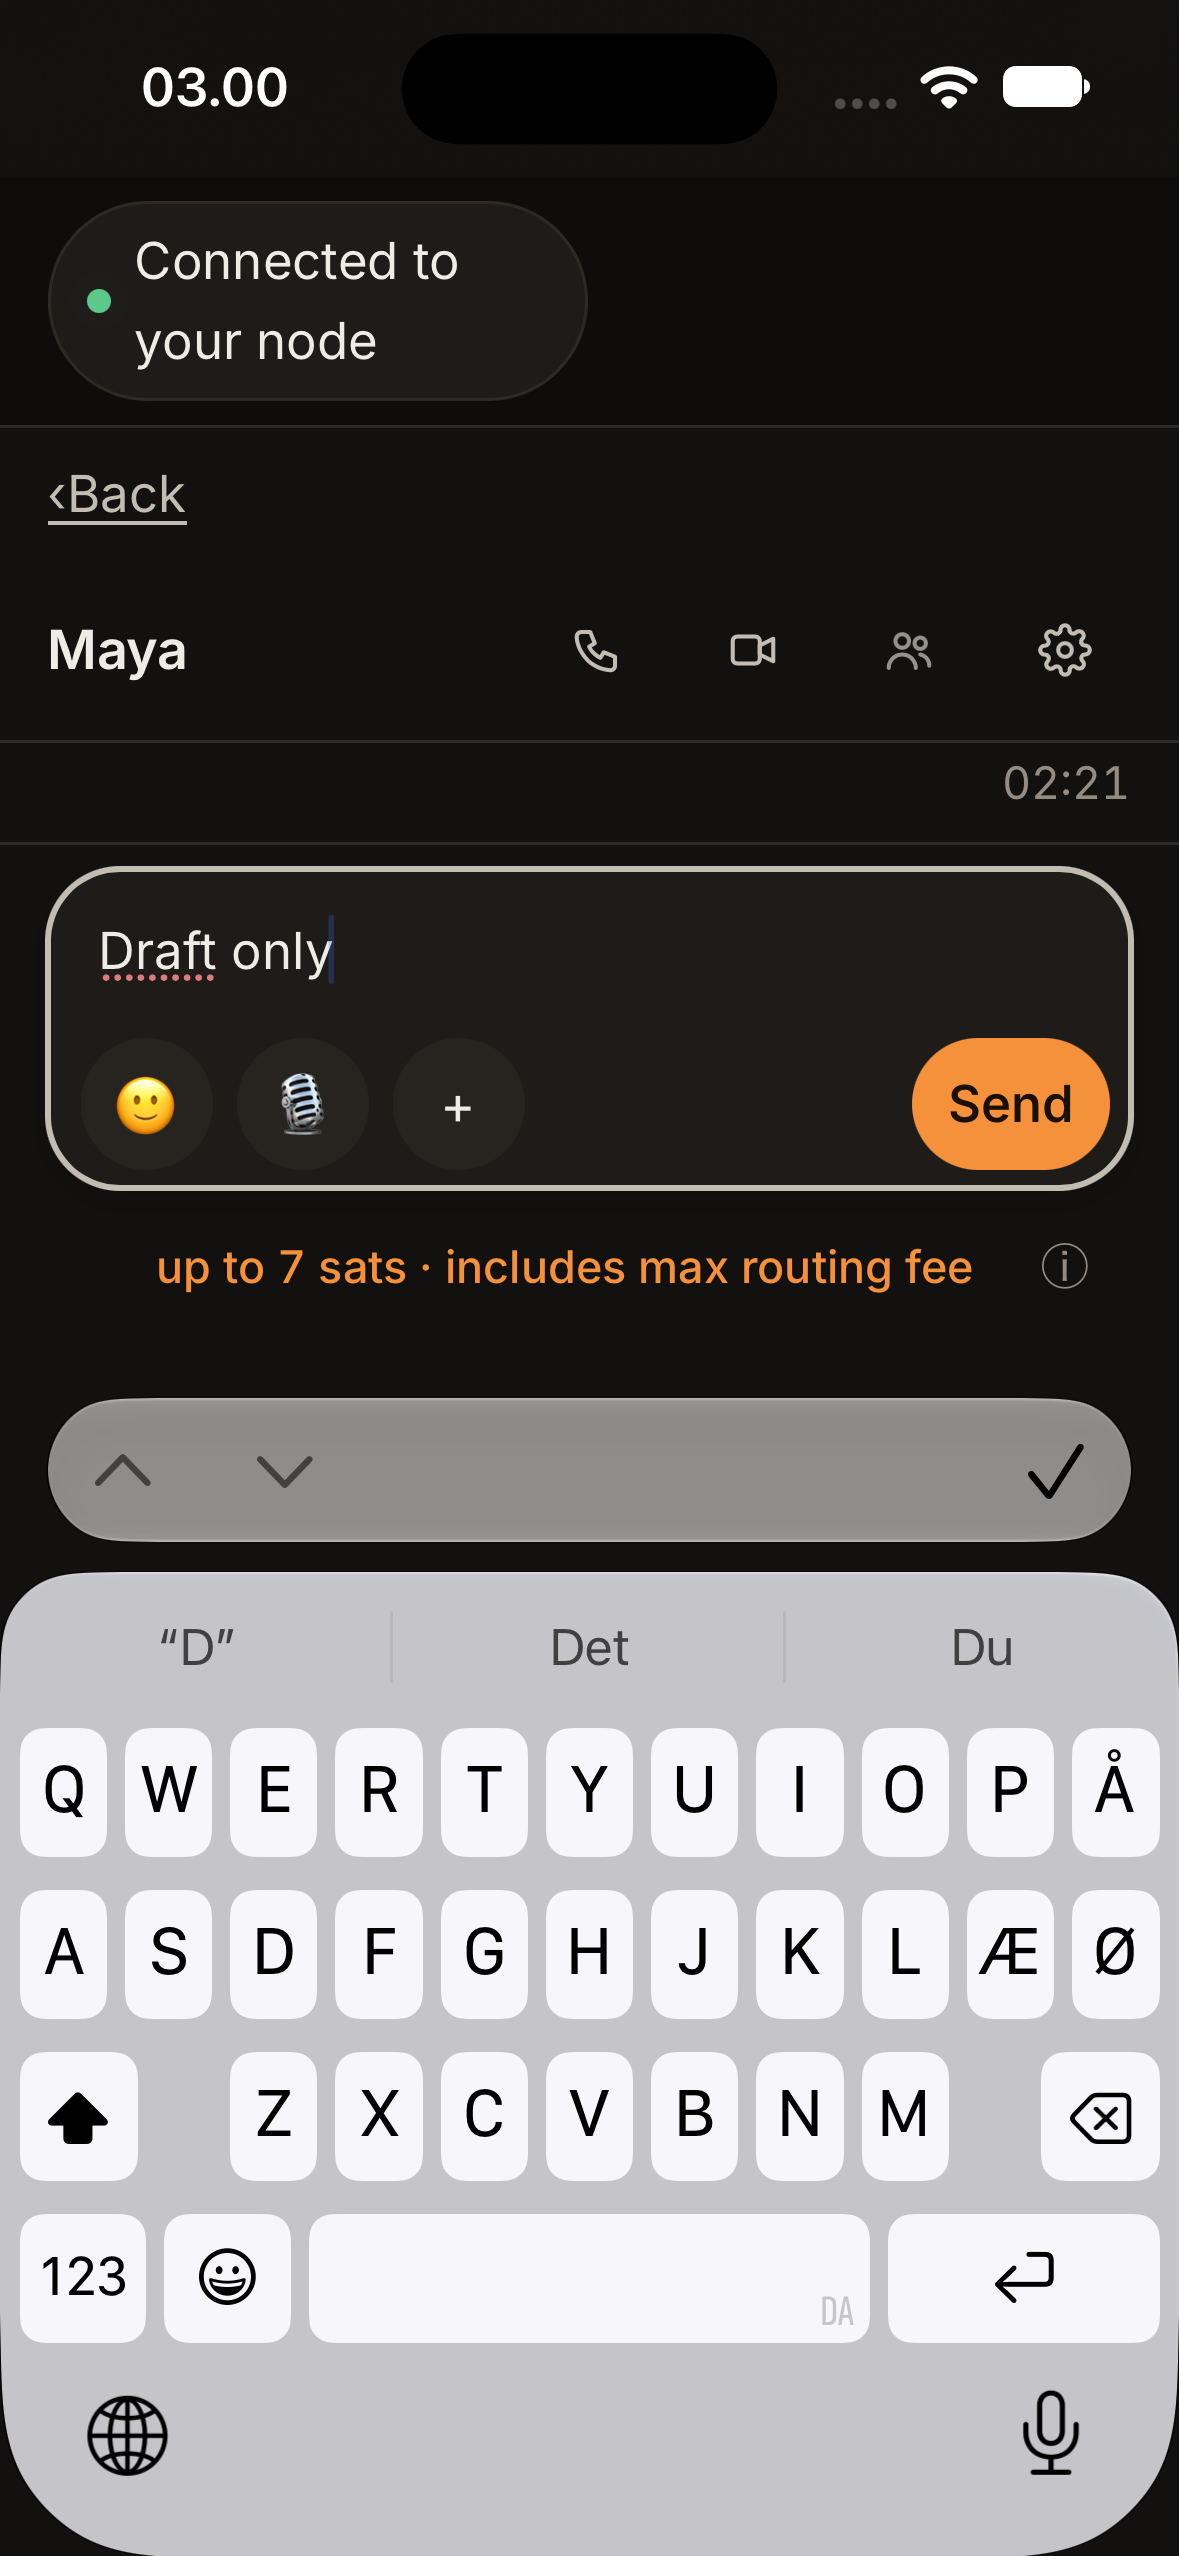 03.00
Connected to
your node
‹Back
Maya
02:21
Draft only
+
Send
up to 7 sats · includes max routing fee
i
“D” Det Du
Q W E R T Y U I O P Å
A S D F G H J K L Æ Ø
Z X C V B N M
123
DA